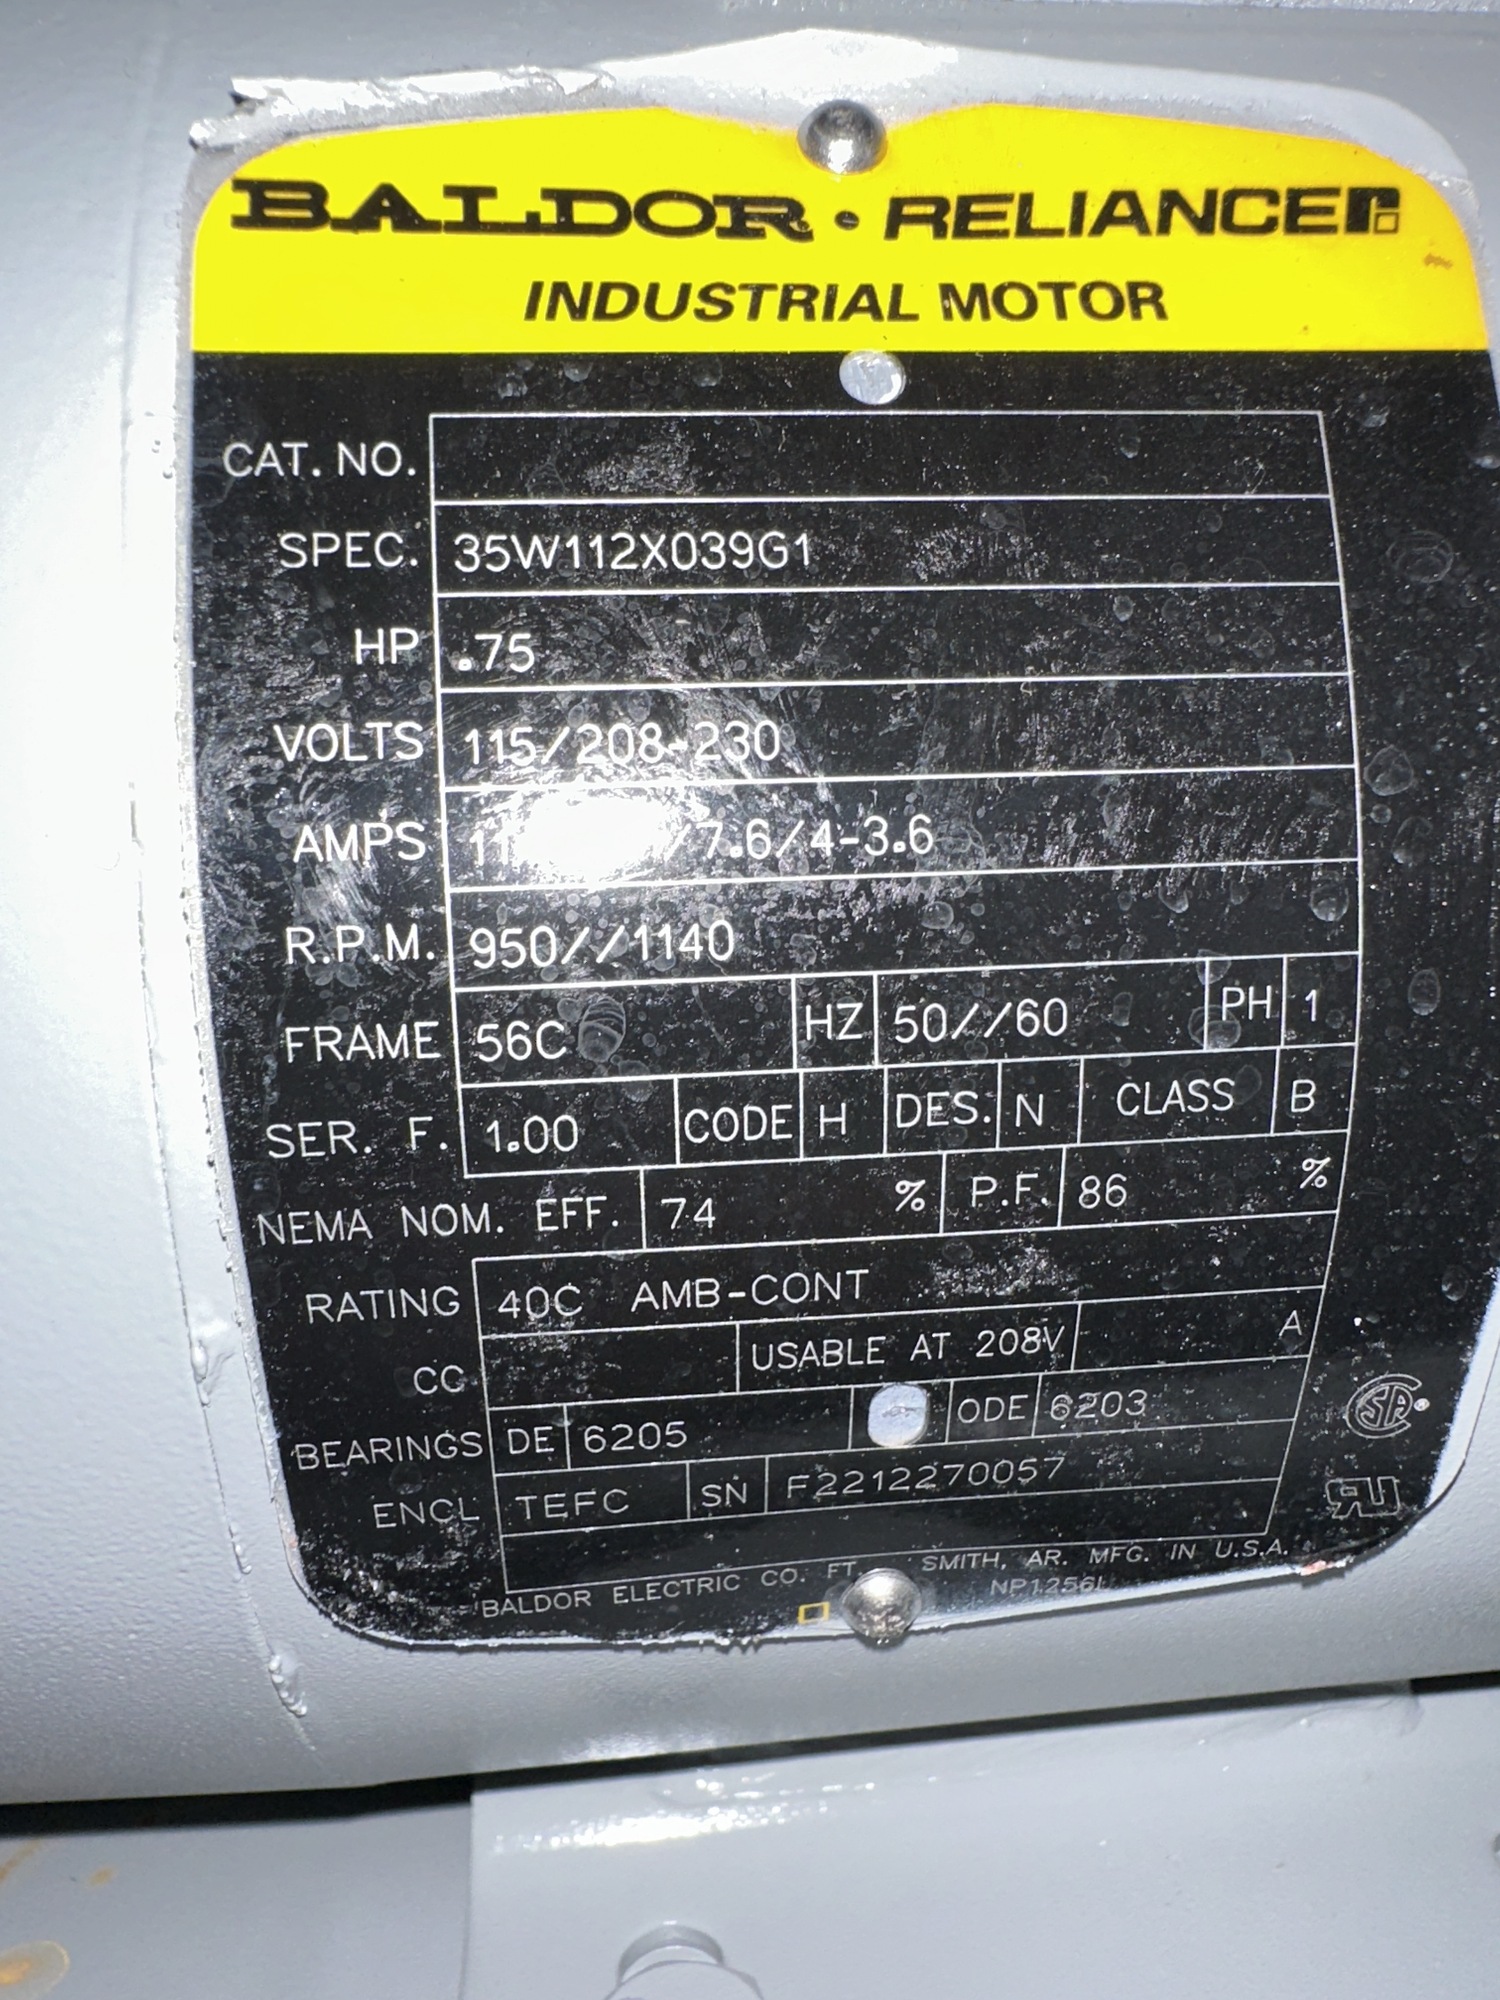 BALDOR • RELIANCER
INDUSTRIAL MOTOR
CAT. NO.
SPEC. 35W112X039G1
HP .75
VOLTS 115/208-230
AMPS /7.6/4-3.6
R.P.M. 950//1140
FRAME 56C HZ 50//60 PH 1
SER. F. 1.00 CODE H DES. N CLASS B
NEMA NOM. EFF. 74 % P.F. 86 %
RATING 40C AMB-CONT
CC USABLE AT 208V A
BEARINGS DE 6205 ODE 6203
ENCL TEFC SN F2212270057
BALDOR ELECTRIC CO. FT. SMITH, AR. MFG. IN U.S.A.
NP1256L